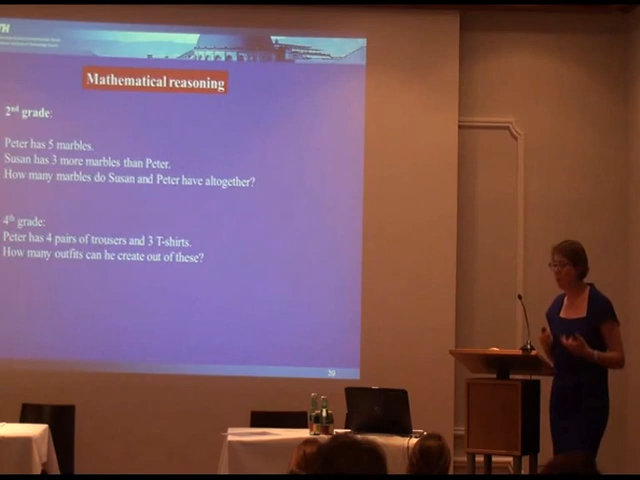 TH
Mathematical reasoning
2nd grade:
Peter has 5 marbles.
Susan has 3 more marbles than Peter.
How many marbles do Susan and Peter have altogether?
4th grade:
Peter has 4 pairs of trousers and 3 T-shirts.
How many outfits can he create out of these?
20